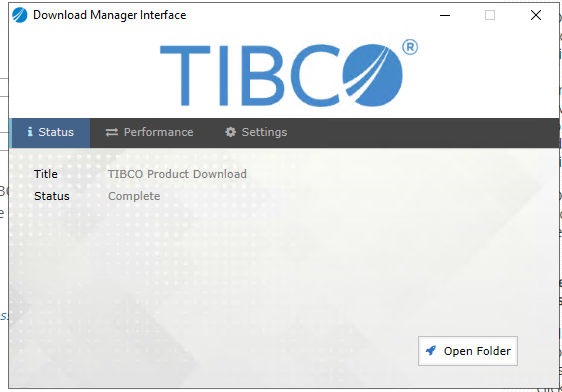 Download Manager Interface
TIBCO®
Status
Performance
Settings
Title TIBCO Product Download
Status Complete
Open Folder